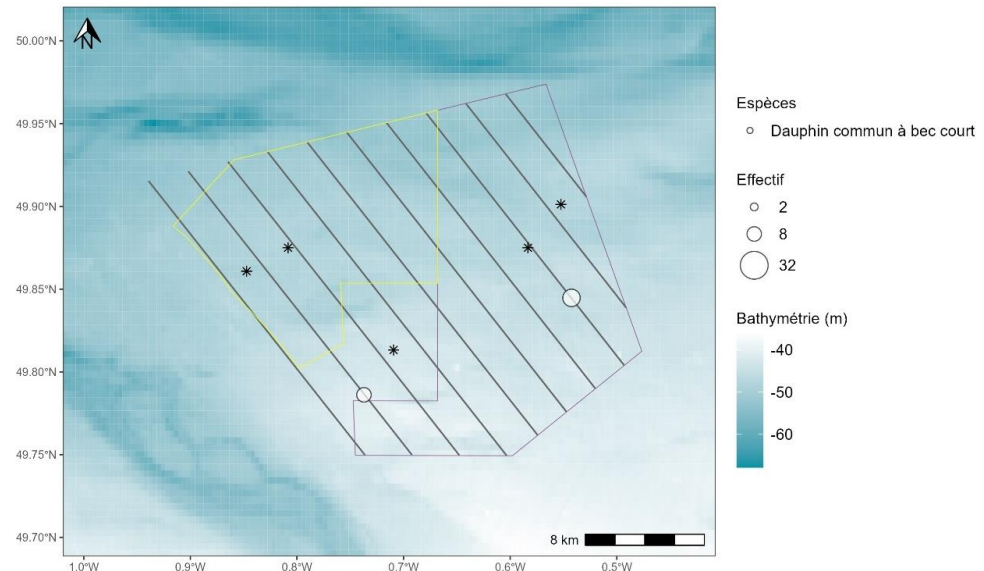 N
50.00°N
49.95°N
49.90°N
49.85°N
49.80°N
49.75°N
49.70°N
8 km
1.0°W
0.9°W
0.8°W
0.7°W
0.6°W
0.5°W
Espèces
Dauphin commun à bec court
Effectif
2
8
32
Bathymétrie (m)
-40
-50
-60